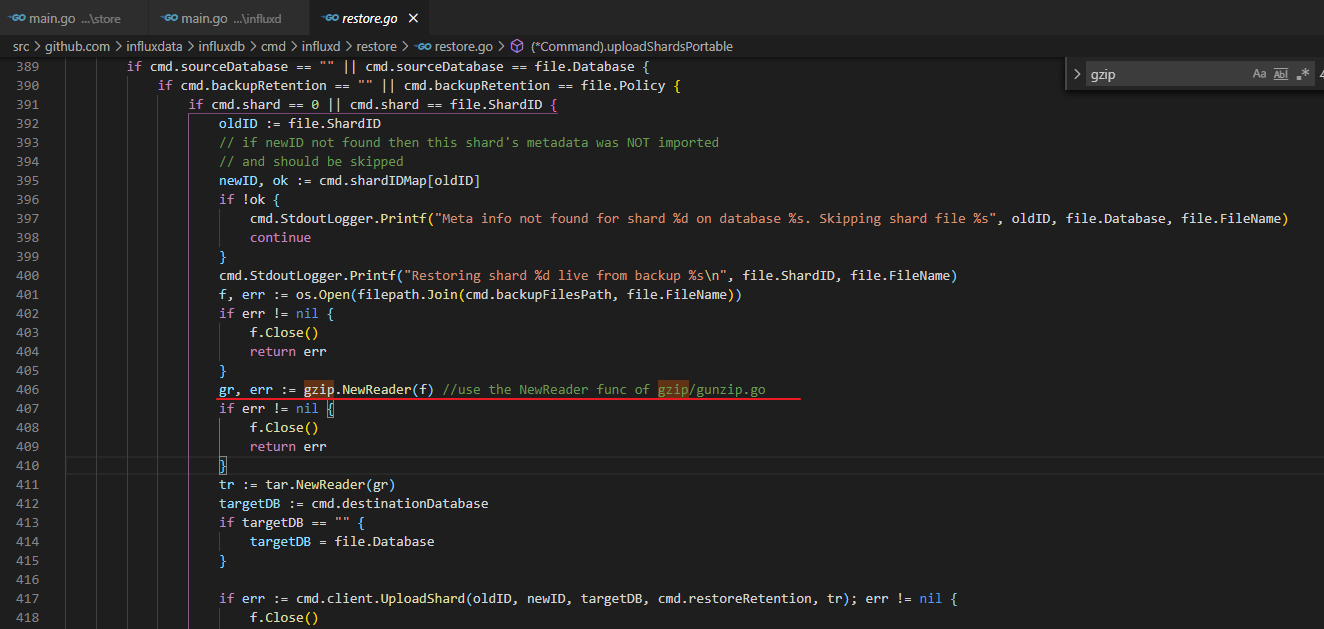 GO main.go ...\store GO main.go ...\influxd GO restore.go ×
src > github.com > influxdata > influxdb > cmd > influxd > restore > GO restore.go > (*Command).uploadShardsPortable
> gzip Aa Abl .*
389 if cmd.sourceDatabase == "" || cmd.sourceDatabase == file.Database {
390 if cmd.backupRetention == "" || cmd.backupRetention == file.Policy {
391 if cmd.shard == 0 || cmd.shard == file.ShardID {
392 oldID := file.ShardID
393 // if newID not found then this shard's metadata was NOT imported
394 // and should be skipped
395 newID, ok := cmd.shardIDMap[oldID]
396 if !ok {
397 cmd.StdoutLogger.Printf("Meta info not found for shard %d on database %s. Skipping shard file %s", oldID, file.Database, file.FileName)
398 continue
399 }
400 cmd.StdoutLogger.Printf("Restoring shard %d live from backup %s\n", file.ShardID, file.FileName)
401 f, err := os.Open(filepath.Join(cmd.backupFilesPath, file.FileName))
402 if err != nil {
403 f.Close()
404 return err
405 }
406 gr, err := gzip.NewReader(f) //use the NewReader func of gzip/gunzip.go
407 if err != nil {
408 f.Close()
409 return err
410 }
411 tr := tar.NewReader(gr)
412 targetDB := cmd.destinationDatabase
413 if targetDB == "" {
414 targetDB = file.Database
415 }
416
417 if err := cmd.client.UploadShard(oldID, newID, targetDB, cmd.restoreRetention, tr); err != nil {
418 f.Close()